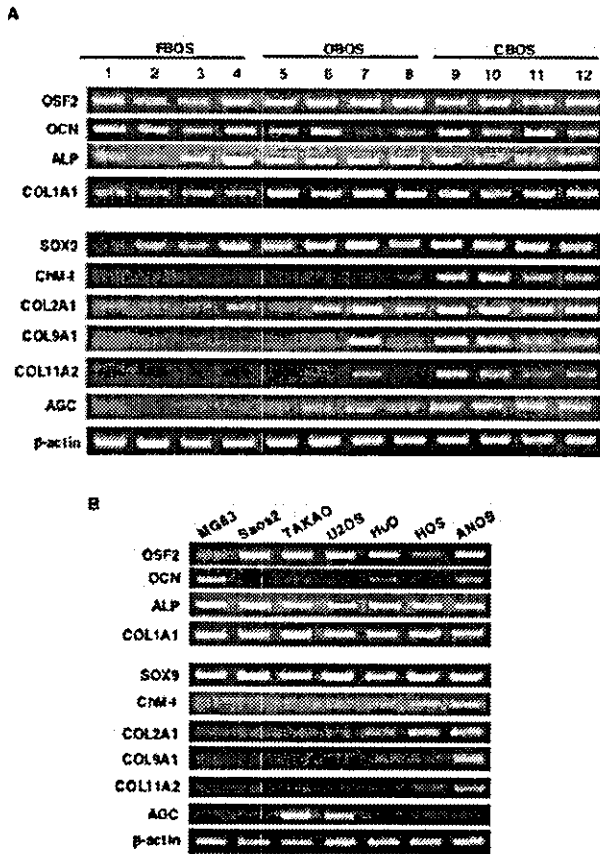 A
FBOS OBOS CBOS
1 2 3 4 5 6 7 8 9 10 11 12
OSF2
OCN
ALP
COL1A1
SOX9
ChM-I
COL2A1
COL9A1
COL11A2
AGC
β-actin
B
MG63 Saos2 TAKAO U2OS HuO HOS ANOS
OSF2
OCN
ALP
COL1A1
SOX9
ChM-I
COL2A1
COL9A1
COL11A2
AGC
β-actin